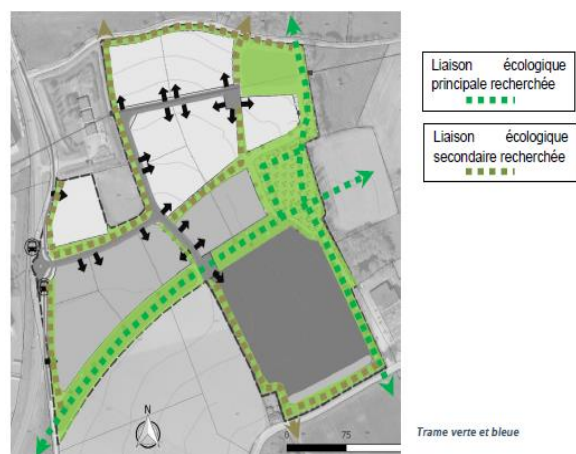 Liaison écologique
principale recherchée
Liaison écologique
secondaire recherchée
N
0 75
Trame verte et bleue